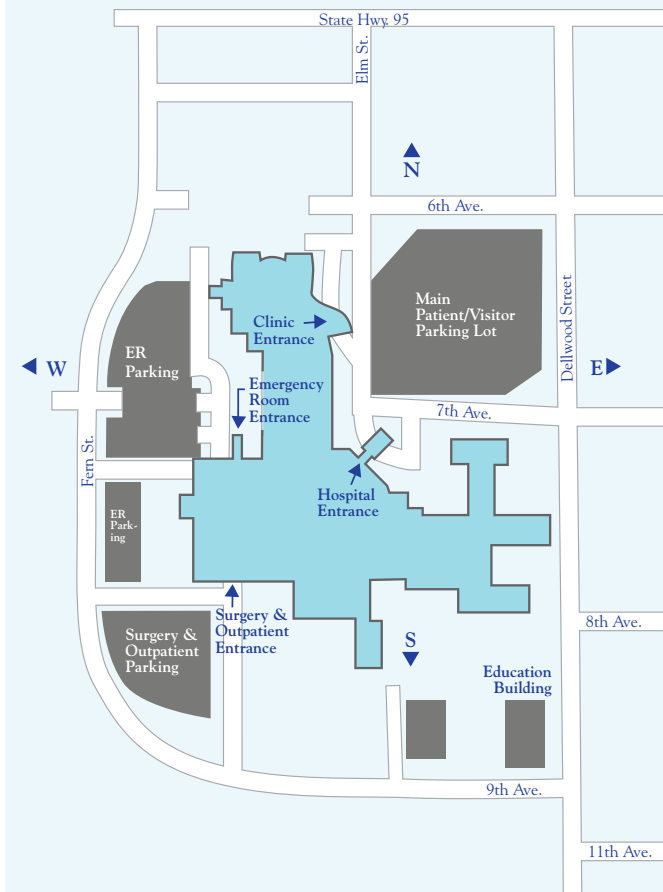 State Hwy. 95
Elm St.
N
6th Ave.
Main
Patient/Visitor
Parking Lot
Dellwood Street
Clinic
Entrance
ER
Parking
W
E
Emergency
Room
Entrance
7th Ave.
Fern St.
Hospital
Entrance
ER
Park-
ing
Surgery &
Outpatient
Entrance
8th Ave.
Surgery &
Outpatient
Parking
S
Education
Building
9th Ave.
11th Ave.